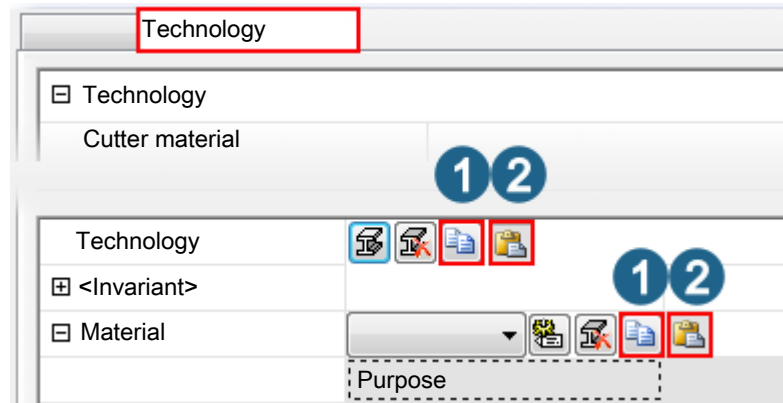 Technology
Technology
Cutter material
1 2
Technology
<Invariant>
1 2
Material
Purpose